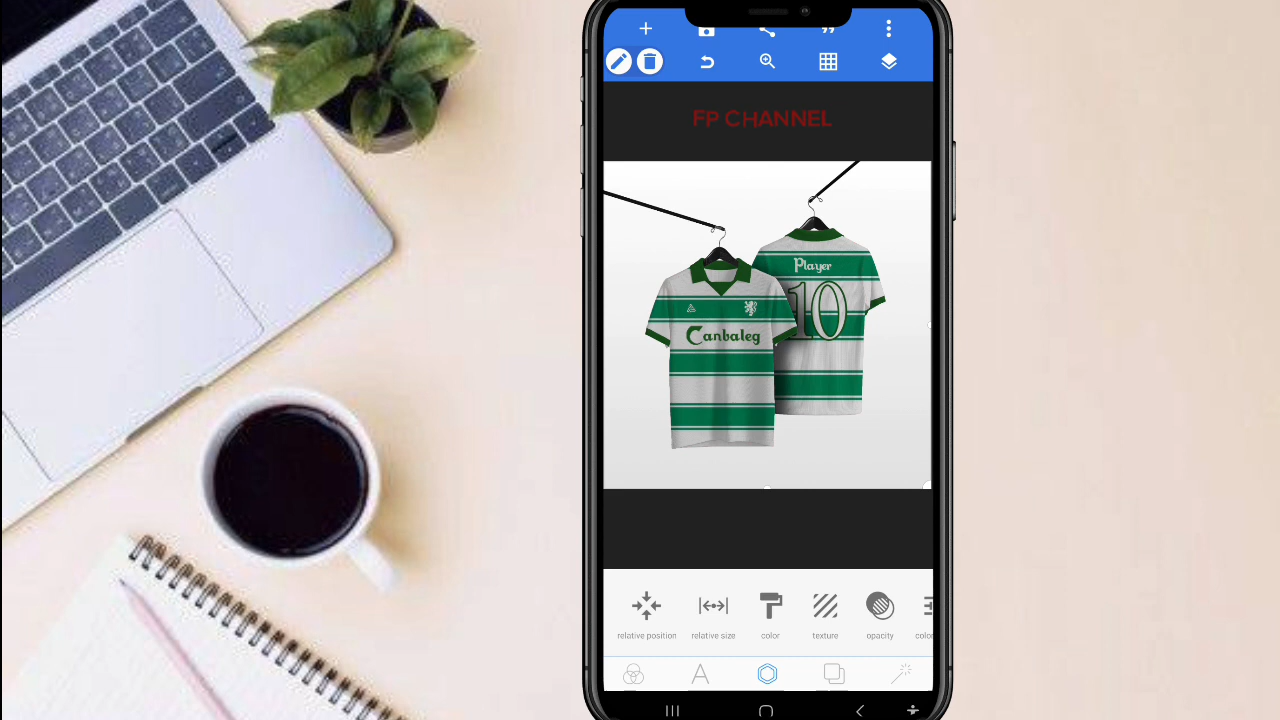 FP CHANNEL
Player
10
Canbaleg
relative position
relative size
color
texture
opacity